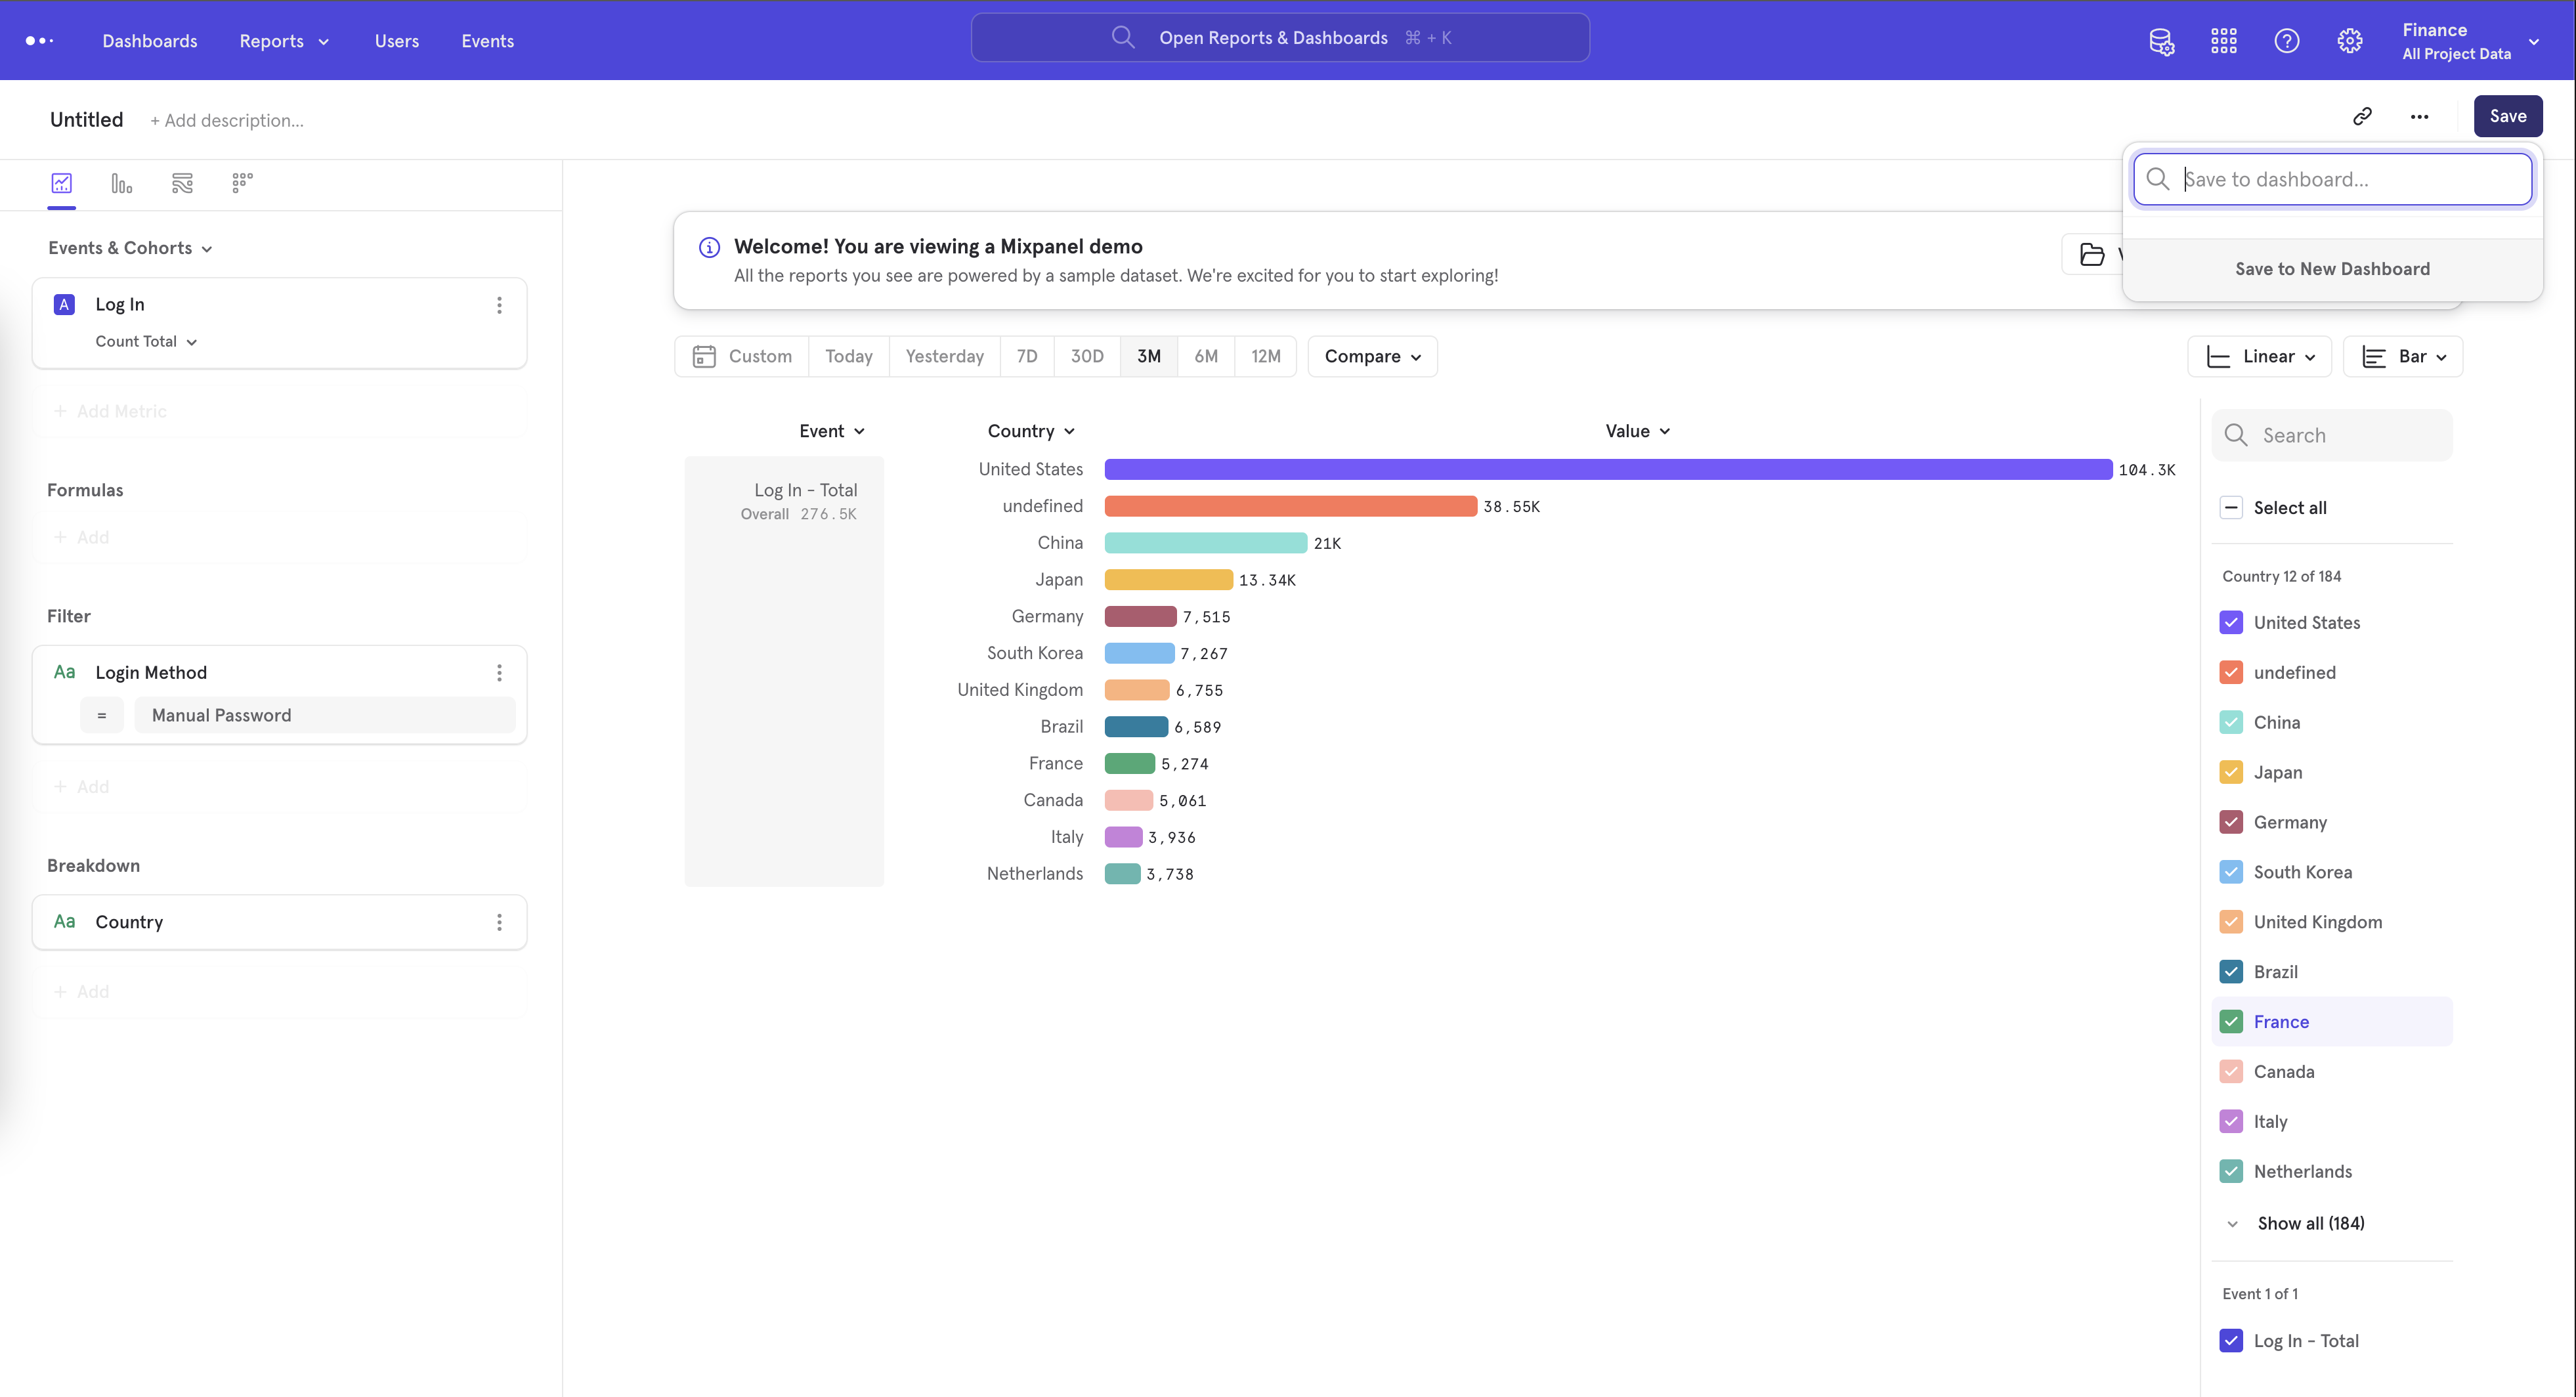 Dashboards Reports Users Events
Open Reports & Dashboards ⌘ + K
Finance
All Project Data
Untitled + Add description...
Save
Save to dashboard...
Save to New Dashboard
Events & Cohorts
A Log In
Count Total
+ Add Metric
Formulas
+ Add
Filter
Aa Login Method
= Manual Password
+ Add
Breakdown
Aa Country
+ Add
Welcome! You are viewing a Mixpanel demo
All the reports you see are powered by a sample dataset. We're excited for you to start exploring!
Custom Today Yesterday 7D 30D 3M 6M 12M Compare
Linear Bar
Event Country Value
Log In - Total
Overall 276.5K
United States 104.3K
undefined 38.55K
China 21K
Japan 13.34K
Germany 7,515
South Korea 7,267
United Kingdom 6,755
Brazil 6,589
France 5,274
Canada 5,061
Italy 3,936
Netherlands 3,738
Search
Select all
Country 12 of 184
United States
undefined
China
Japan
Germany
South Korea
United Kingdom
Brazil
France
Canada
Italy
Netherlands
Show all (184)
Event 1 of 1
Log In - Total